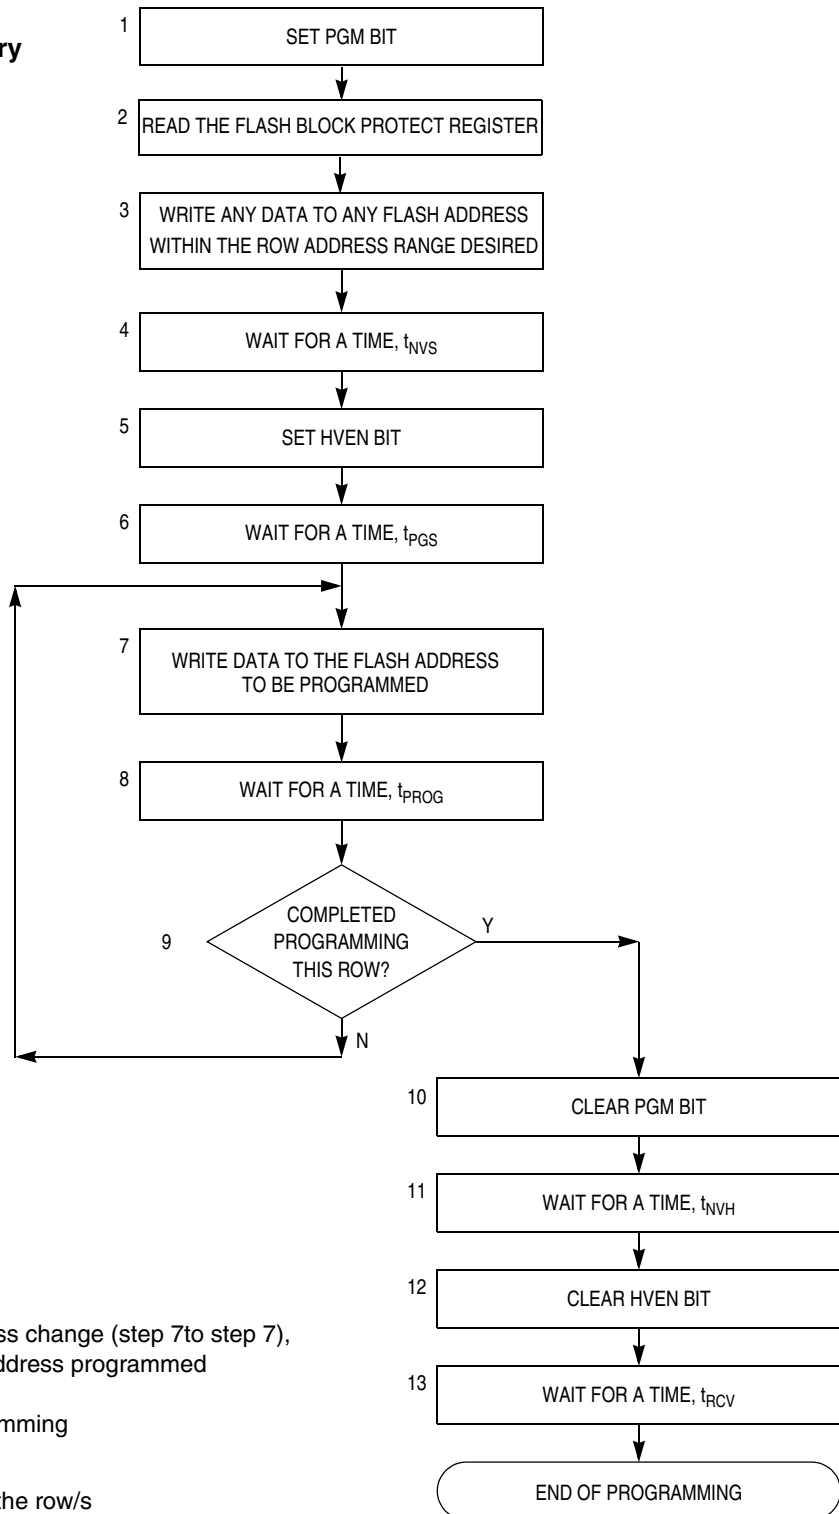 ry
1
SET PGM BIT
2
READ THE FLASH BLOCK PROTECT REGISTER
3
WRITE ANY DATA TO ANY FLASH ADDRESS
WITHIN THE ROW ADDRESS RANGE DESIRED
4
WAIT FOR A TIME, tNVS
5
SET HVEN BIT
6
WAIT FOR A TIME, tPGS
7
WRITE DATA TO THE FLASH ADDRESS
TO BE PROGRAMMED
8
WAIT FOR A TIME, tPROG
9
COMPLETED
PROGRAMMING
THIS ROW?
Y
N
10
CLEAR PGM BIT
11
WAIT FOR A TIME, tNVH
12
CLEAR HVEN BIT
13
WAIT FOR A TIME, tRCV
END OF PROGRAMMING
ss change (step 7to step 7),
ddress programmed
mming
the row/s